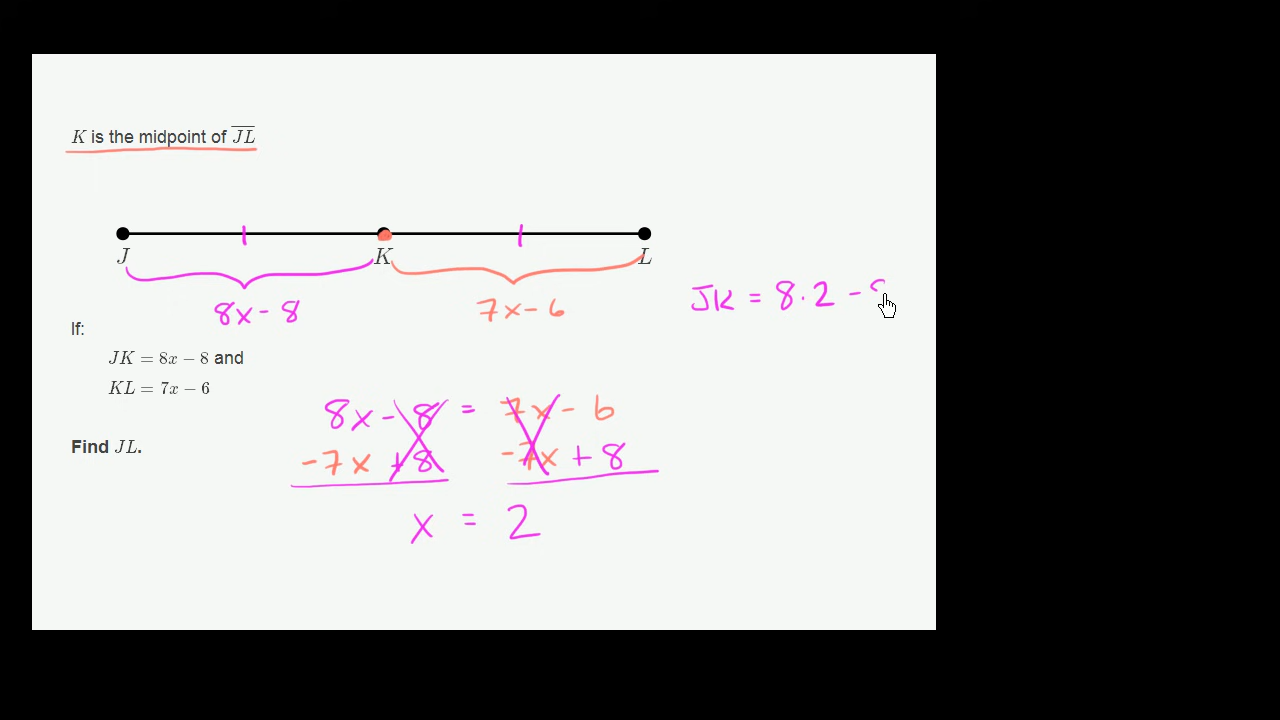 K is the midpoint of JL
J K L
8x - 8 7x - 6
JK = 8 · 2 -
If:
JK = 8x − 8 and
KL = 7x − 6
8x - 8 = 7x - 6
-7x +8 -7x + 8
Find JL.
x = 2